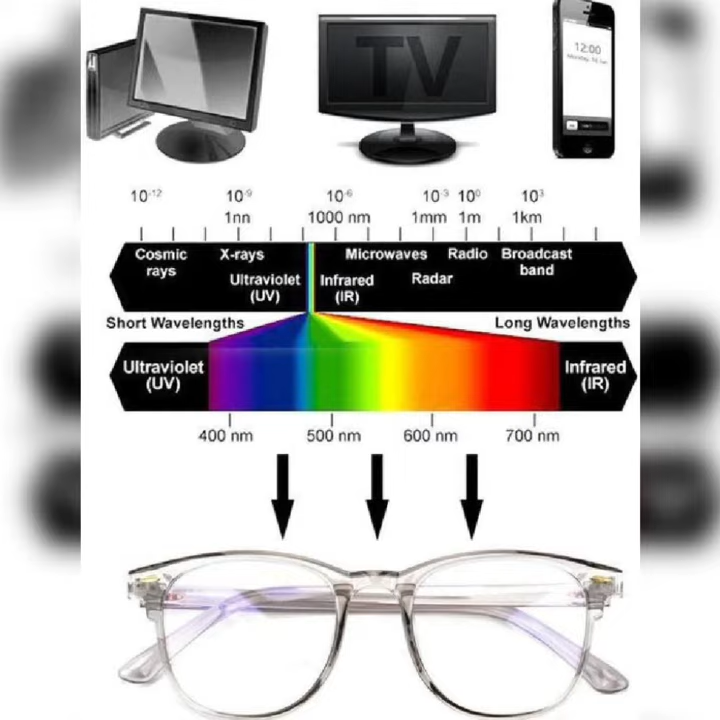 TV
12:00
10⁻¹² 10⁻⁹ 10⁻⁶ 10⁻³ 10⁰ 10³
1nn 1000 nm 1mm 1m 1km
Cosmic rays
X-rays
Microwaves
Radio
Broadcast band
Ultraviolet (UV)
Infrared (IR)
Radar
Short Wavelengths
Long Wavelengths
Ultraviolet (UV)
Infrared (IR)
400 nm 500 nm 600 nm 700 nm